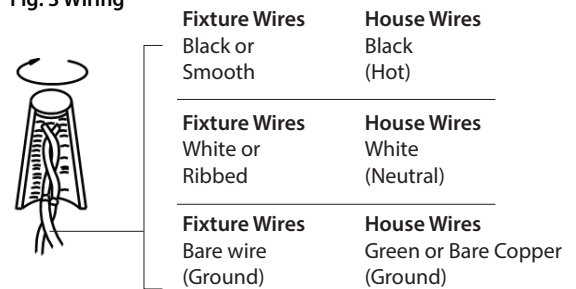 Fig. 3 Wiring
Fixture Wires House Wires
Black or Black
Smooth (Hot)
Fixture Wires House Wires
White or White
Ribbed (Neutral)
Fixture Wires House Wires
Bare wire Green or Bare Copper
(Ground) (Ground)